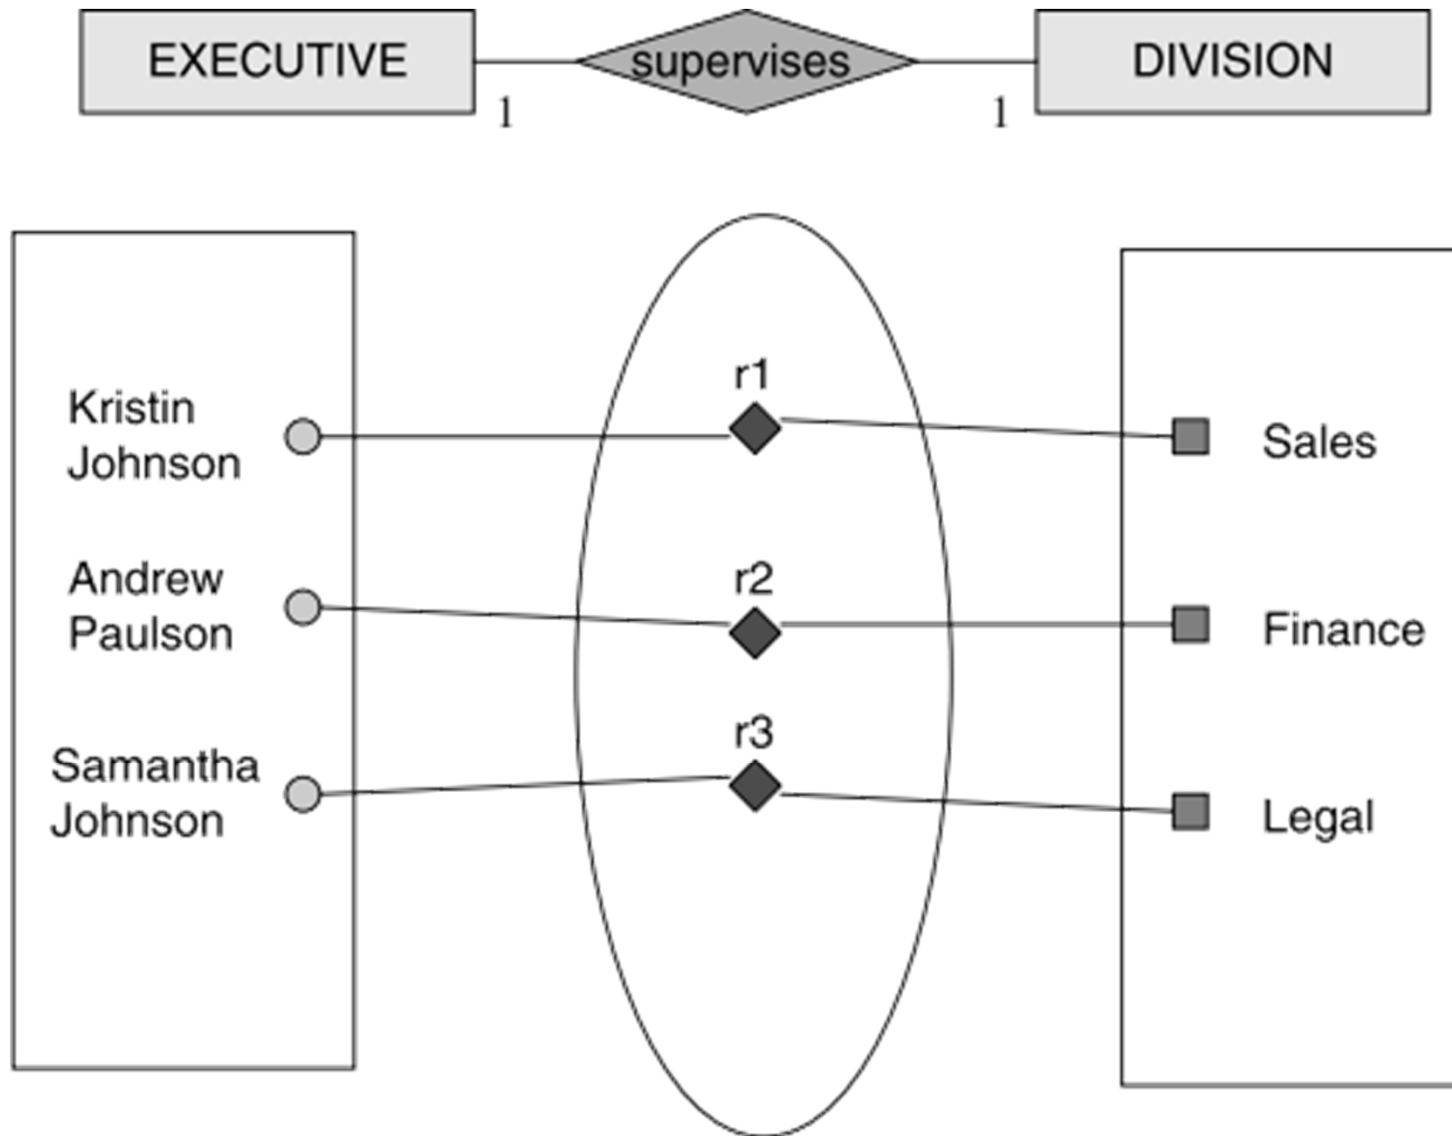 EXECUTIVE supervises DIVISION
1 1
r1
Kristin
Johnson
Sales
r2
Andrew
Paulson
Finance
r3
Samantha
Johnson
Legal